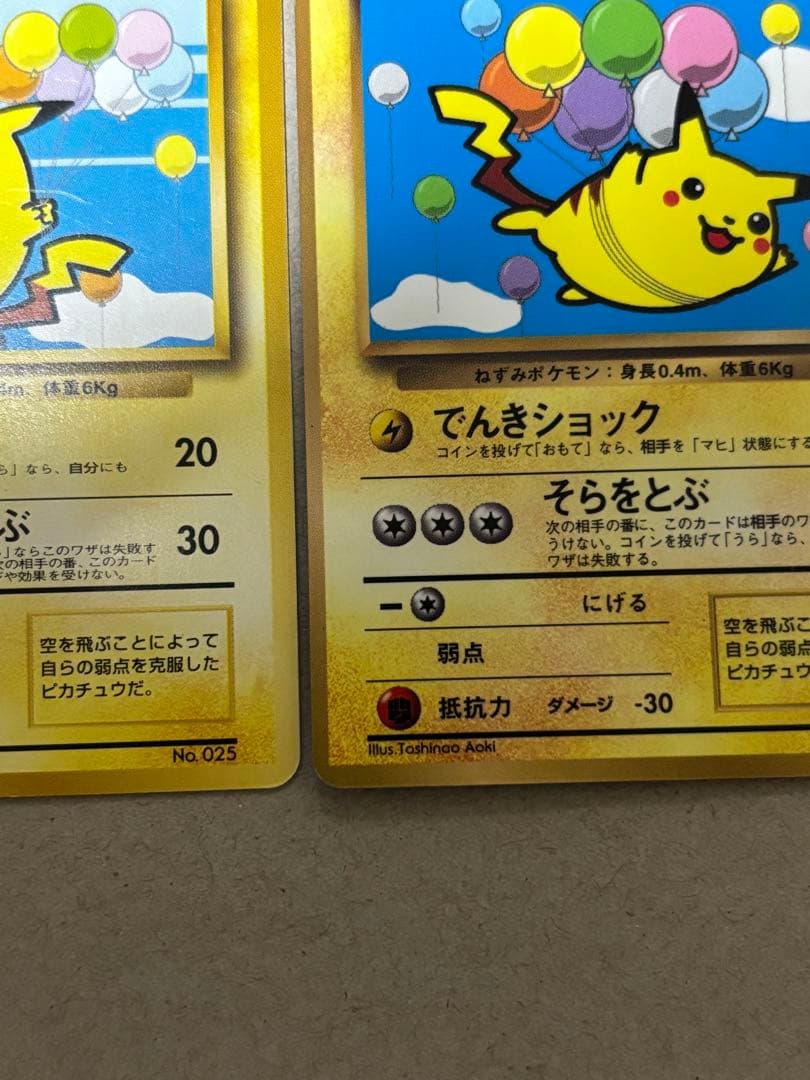 4m、体重6Kg
20
ら」なら、自分にも
ぶ
30
」ならこのワザは失敗す
次の相手の番、このカード
や効果を受けない。
空を飛ぶことによって
自らの弱点を克服した
ピカチュウだ。
No. 025
ねずみポケモン：身長0.4m、体重6Kg
でんきショック
コインを投げて「おもて」なら、相手を「マヒ」状態にする
そらをとぶ
次の相手の番に、このカードは相手のワ
うけない。コインを投げて「うら」なら、
ワザは失敗する。
にげる
弱点
闘 抵抗力 ダメージ -30
空を飛ぶこ
自らの弱点
ピカチュウ
Illus.Toshinao Aoki